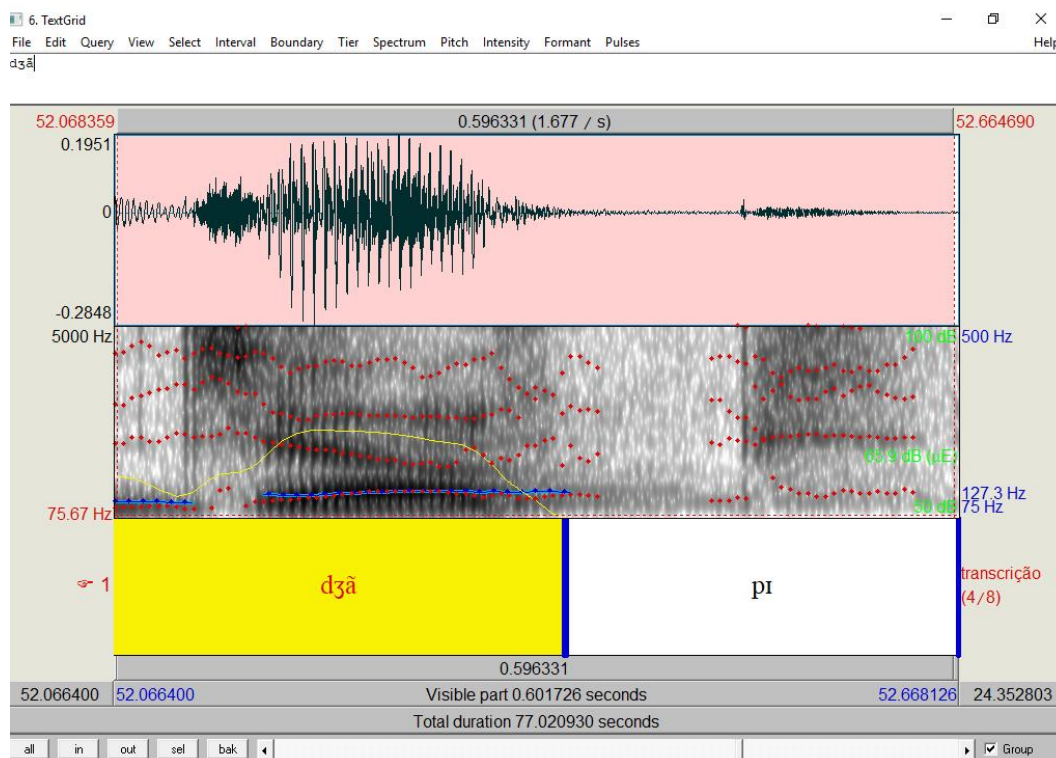 6. TextGrid
File Edit Query View Select Interval Boundary Tier Spectrum Pitch Intensity Formant Pulses Help
dʒã
52.068359 0.596331 (1.677 / s) 52.664690
0.1951
0
-0.2848
5000 Hz 100 dB 500 Hz
65.9 dB (µE)
127.3 Hz
75.67 Hz 50 dB 75 Hz
☞ 1 dʒã pɪ transcrição
(4/8)
0.596331
52.066400 52.066400 Visible part 0.601726 seconds 52.668126 24.352803
Total duration 77.020930 seconds
all in out sel bak Group